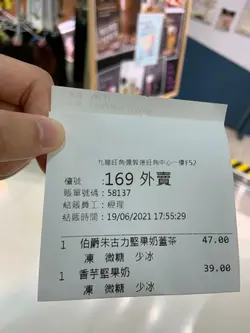 九龍旺角彌敦道旺角中心一樓F52
檯號 :169 外賣
賬單號碼:58137
結賬員工:經理
結賬時間:19/06/2021 17:55:29
1 伯爵朱古力堅果奶蓋茶 47.00
凍 微糖 少冰
1 香芋堅果奶 39.00
凍 微糖 少冰